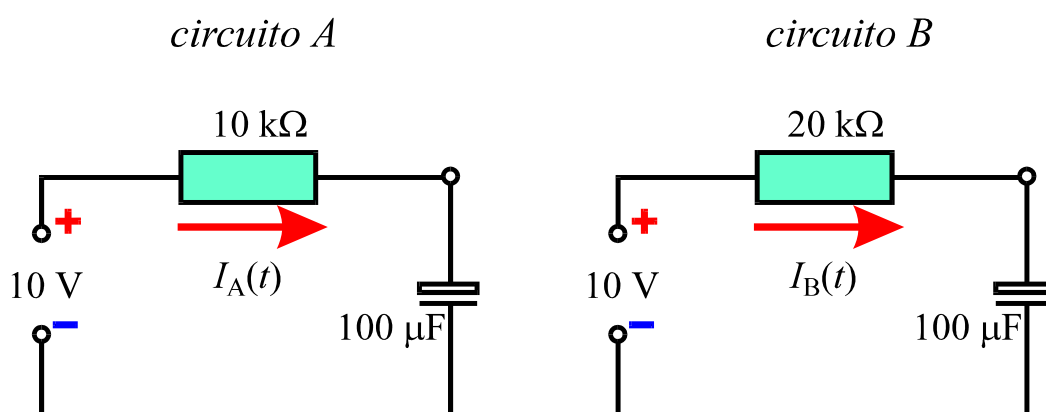 circuito A
circuito B
10 kΩ
20 kΩ
+
+
10 V
I_A(t)
10 V
I_B(t)
−
−
100 μF
100 μF